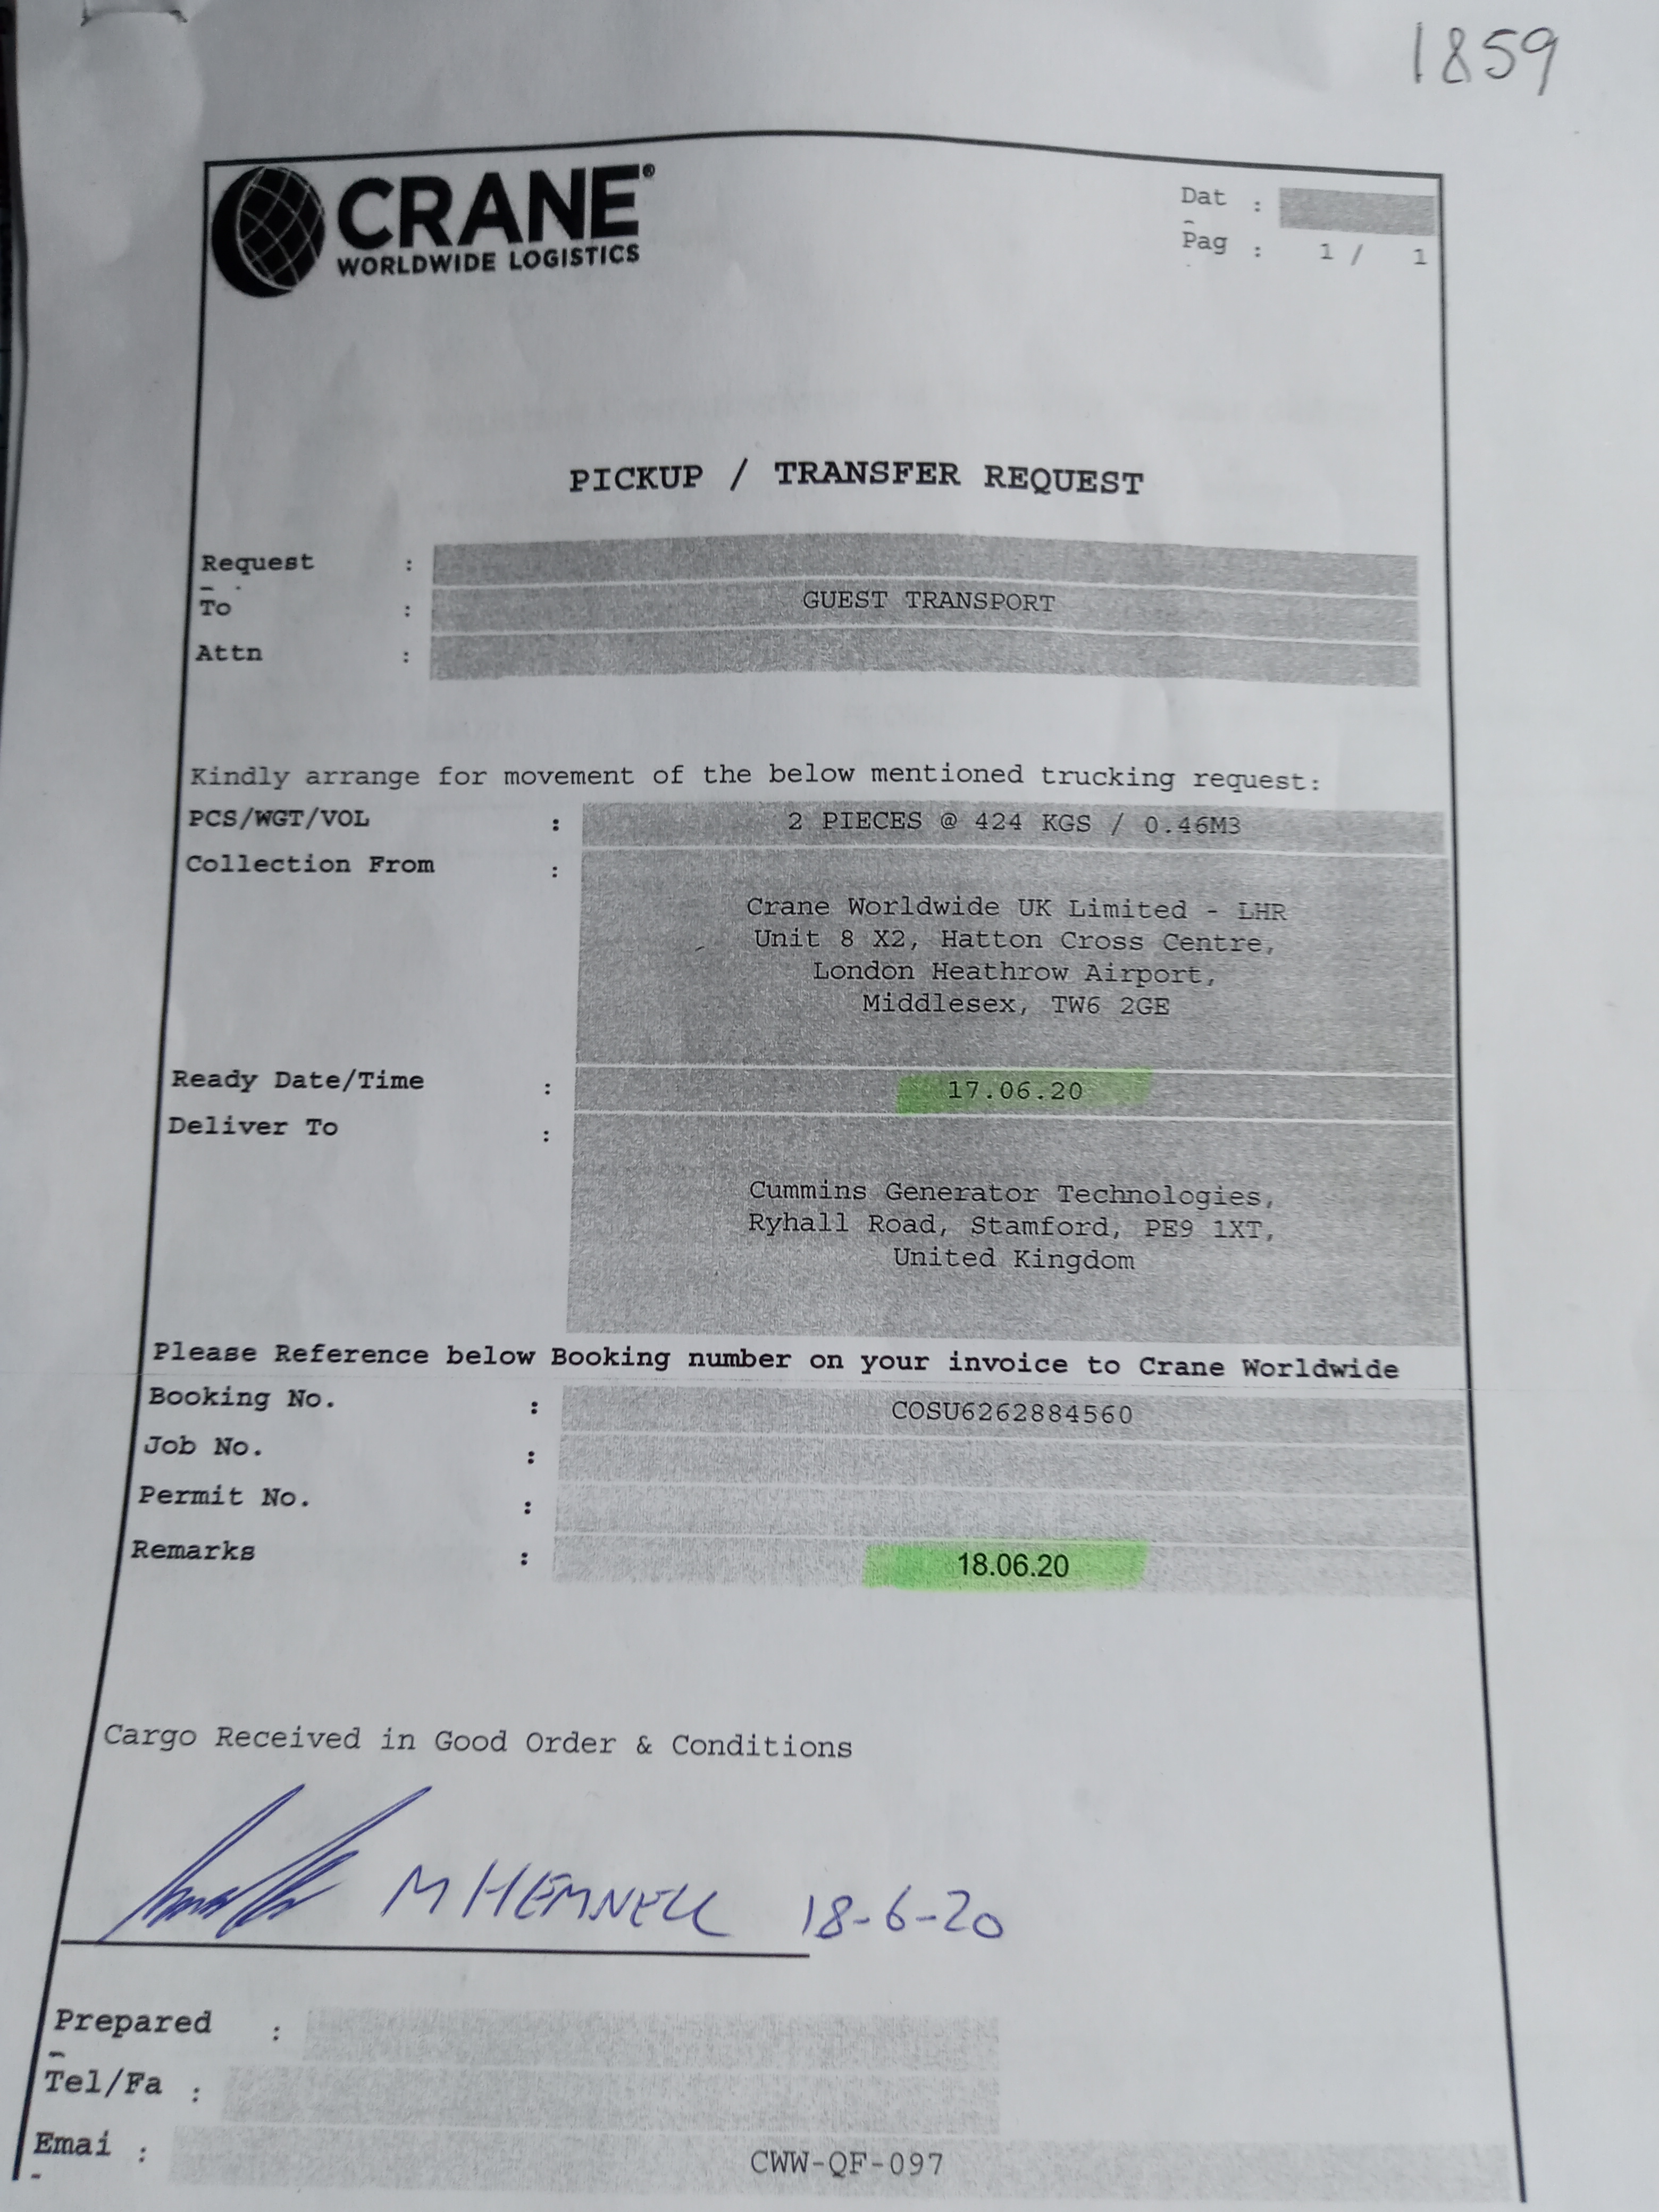 1859
CRANE®
WORLDWIDE LOGISTICS
Dat :
Pag : 1 / 1
PICKUP / TRANSFER REQUEST
Request :
To : GUEST TRANSPORT
Attn :
Kindly arrange for movement of the below mentioned trucking request:
PCS/WGT/VOL : 2 PIECES @ 424 KGS / 0.46M3
Collection From :
Crane Worldwide UK Limited - LHR
Unit 8 X2, Hatton Cross Centre,
London Heathrow Airport,
Middlesex, TW6 2GE
Ready Date/Time : 17.06.20
Deliver To :
Cummins Generator Technologies,
Ryhall Road, Stamford, PE9 1XT,
United Kingdom
Please Reference below Booking number on your invoice to Crane Worldwide
Booking No. : COSU6262884560
Job No. :
Permit No. :
Remarks : 18.06.20
Cargo Received in Good Order & Conditions
M HEMNELL 18-6-20
Prepared :
Tel/Fa :
Emai :
CWW-QF-097